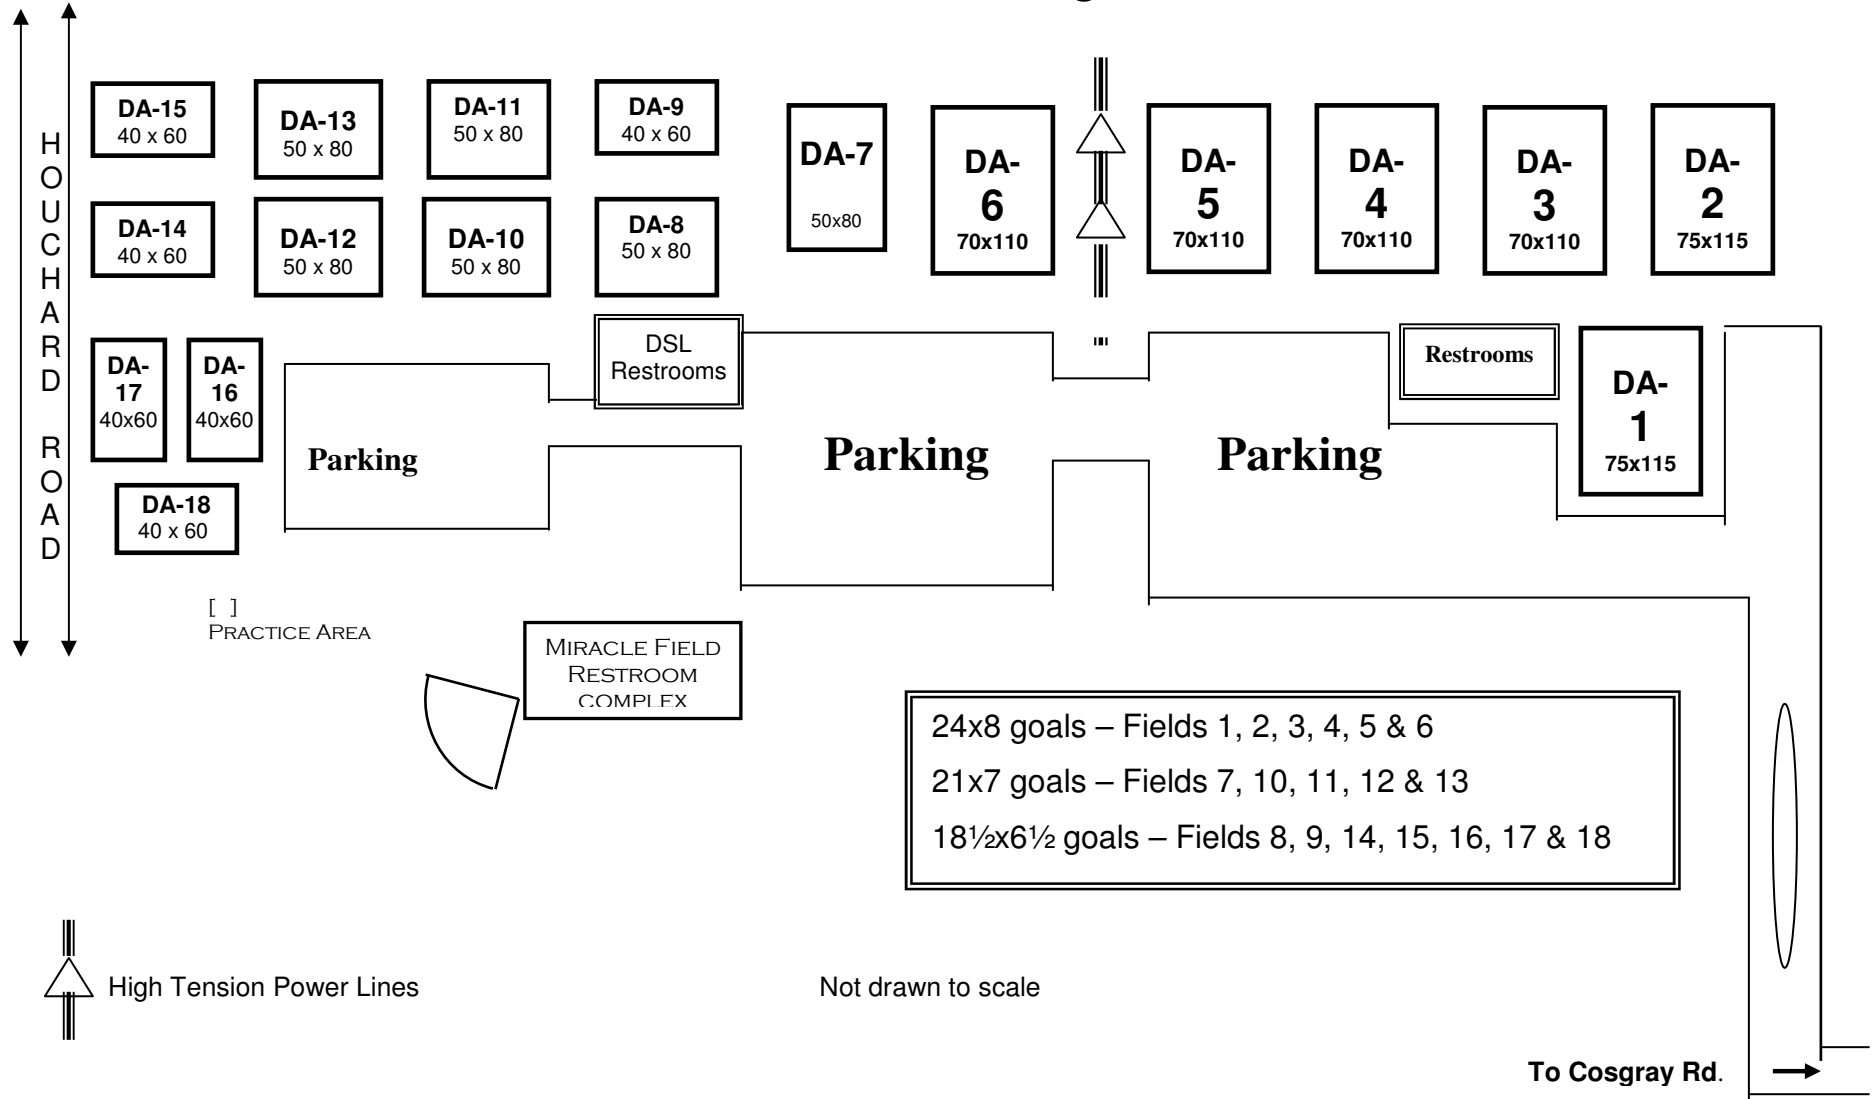 DA-15
40 x 60
DA-13
50 x 80
DA-11
50 x 80
DA-9
40 x 60
DA-7
50x80
DA-
6
70x110
DA-
5
70x110
DA-
4
70x110
DA-
3
70x110
DA-
2
75x115
HOUCHARD ROAD
DA-14
40 x 60
DA-12
50 x 80
DA-10
50 x 80
DA-8
50 x 80
DA-
17
40x60
DA-
16
40x60
DSL
Restrooms
Restrooms
DA-
1
75x115
Parking
Parking
Parking
DA-18
40 x 60
[ ]
PRACTICE AREA
MIRACLE FIELD
RESTROOM
COMPLEX
24x8 goals – Fields 1, 2, 3, 4, 5 & 6
21x7 goals – Fields 7, 10, 11, 12 & 13
18½x6½ goals – Fields 8, 9, 14, 15, 16, 17 & 18
High Tension Power Lines
Not drawn to scale
To Cosgray Rd.